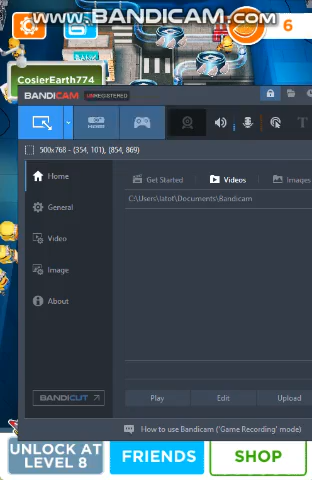 www.BANDICAM.com
6
CosierEarth774
BANDICAM UNREGISTERED
500x768 - (354, 101), (854, 869)
Home
General
Video
Image
About
Get Started Videos Images
C:\Users\latof\Documents\Bandicam
BANDICUT
Play Edit Upload
How to use Bandicam ('Game Recording' mode)
UNLOCK AT
LEVEL 8
FRIENDS
SHOP